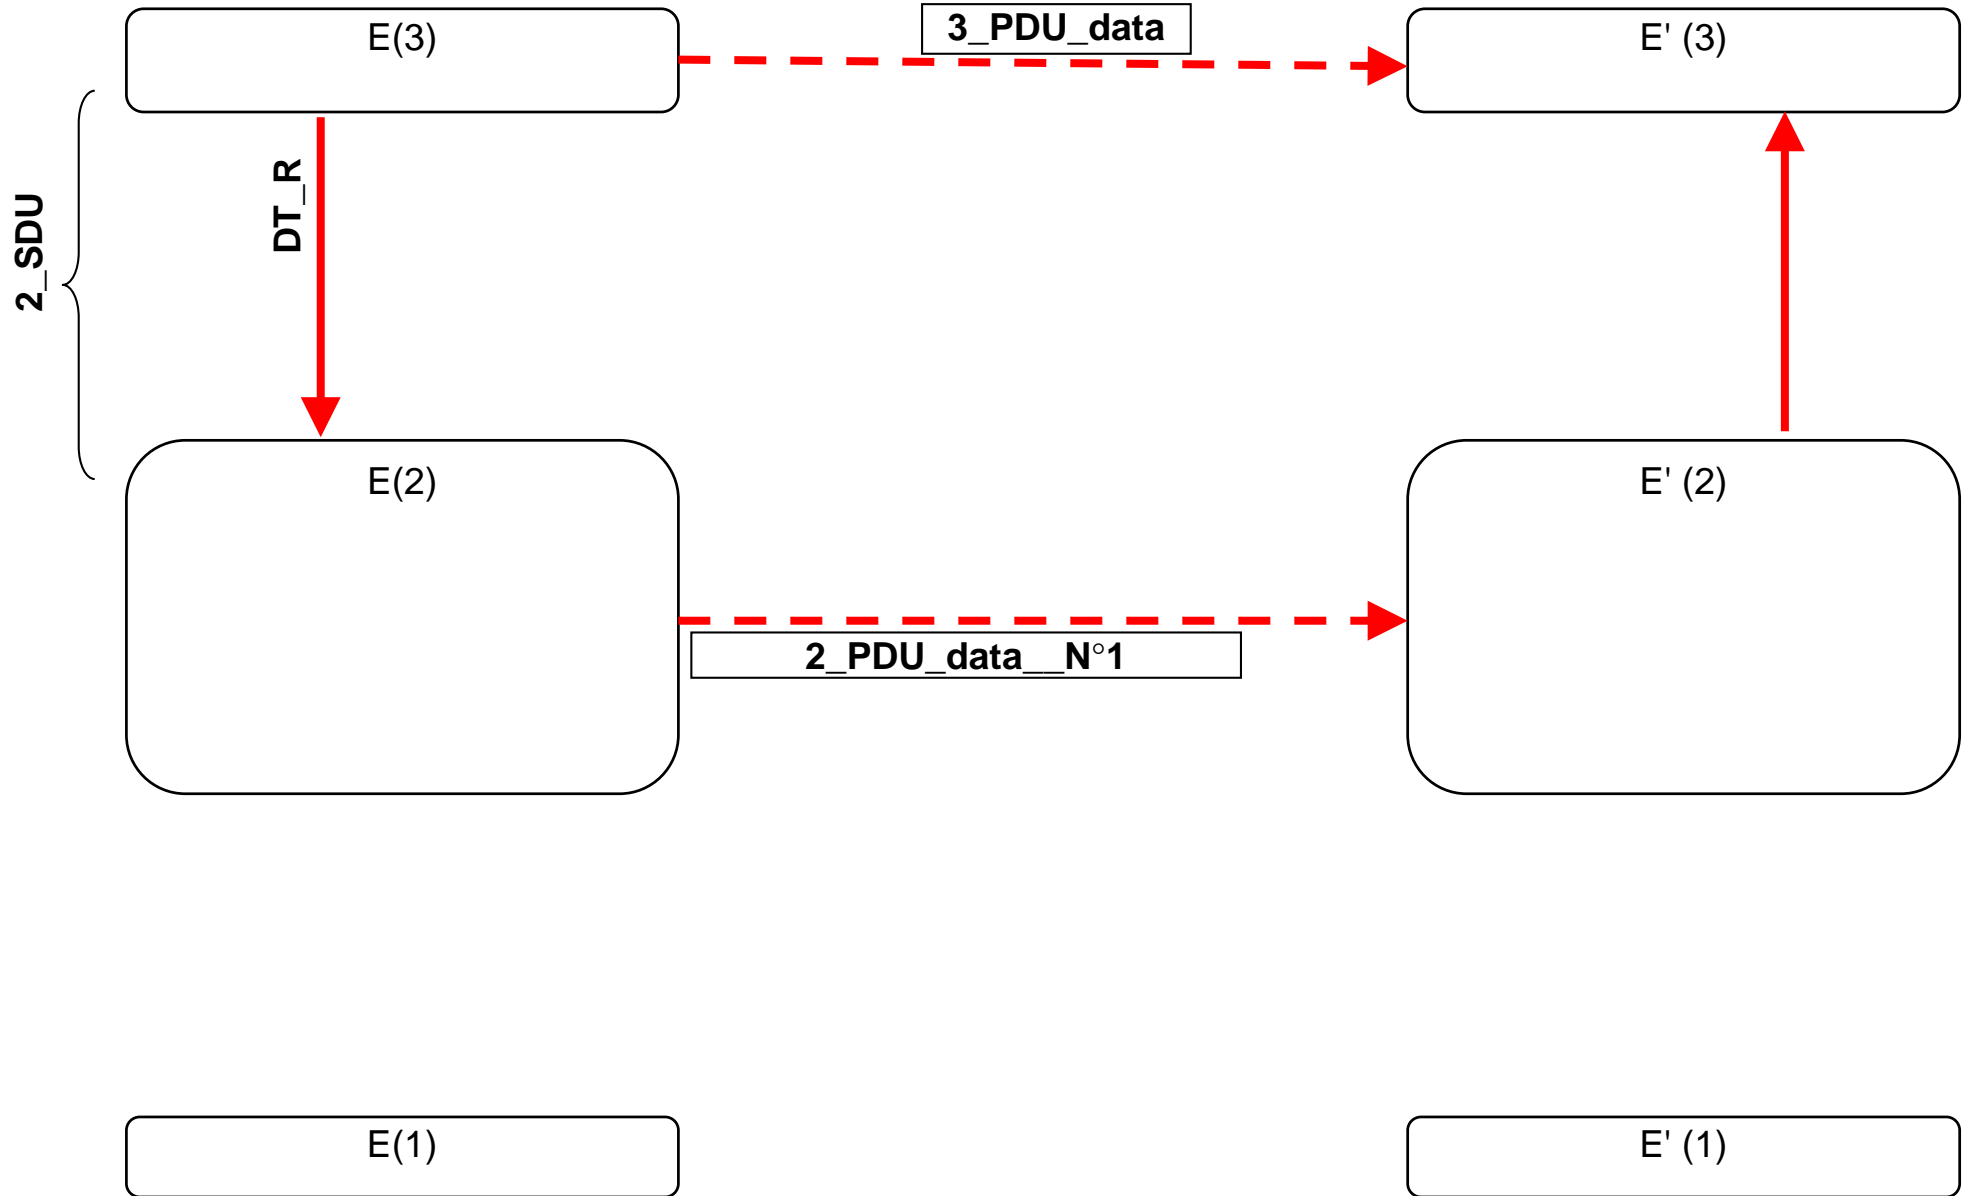 E(3)
3_PDU_data
E' (3)
2_SDU
DT_R
E(2)
E' (2)
2_PDU_data__N°1
E(1)
E' (1)